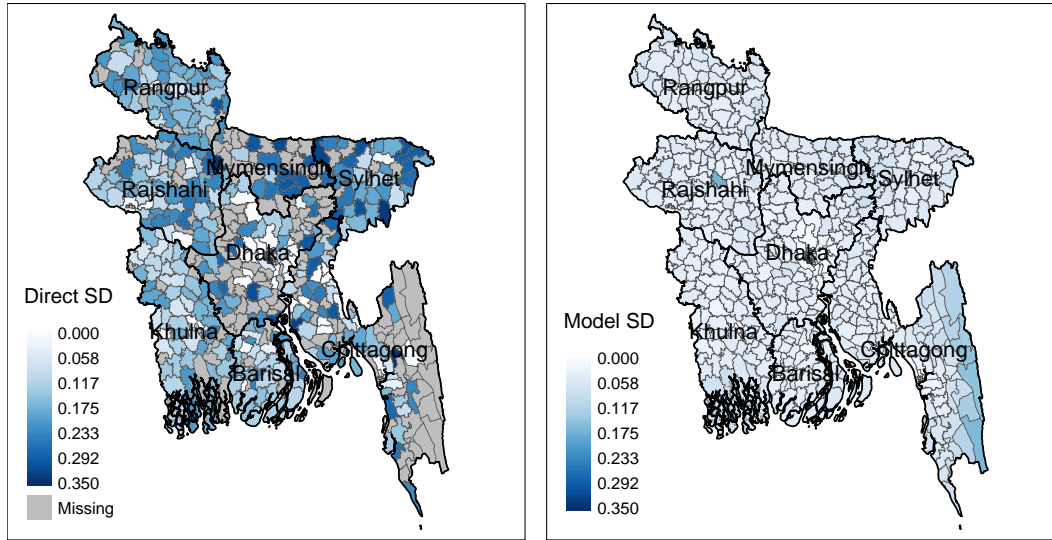 Rangpur
Mymensingh
Rajshahi
Sylhet
Dhaka
Khulna
Chittagong
Barisal
Direct SD
0.000
0.058
0.117
0.175
0.233
0.292
0.350
Missing
Rangpur
Mymensingh
Rajshahi
Sylhet
Dhaka
Khulna
Chittagong
Barisal
Model SD
0.000
0.058
0.117
0.175
0.233
0.292
0.350